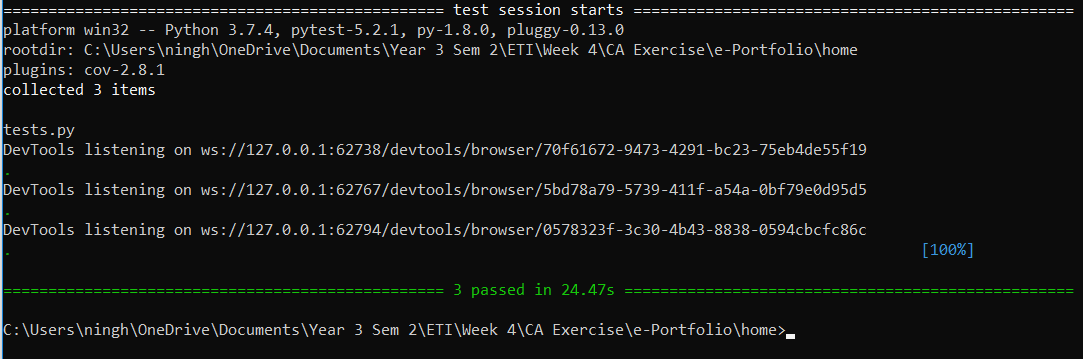 ================================================= test session starts =================================================
platform win32 -- Python 3.7.4, pytest-5.2.1, py-1.8.0, pluggy-0.13.0
rootdir: C:\Users\ningh\OneDrive\Documents\Year 3 Sem 2\ETI\Week 4\CA Exercise\e-Portfolio\home
plugins: cov-2.8.1
collected 3 items

tests.py
DevTools listening on ws://127.0.0.1:62738/devtools/browser/70f61672-9473-4291-bc23-75eb4de55f19
.
DevTools listening on ws://127.0.0.1:62767/devtools/browser/5bd78a79-5739-411f-a54a-0bf79e0d95d5
.
DevTools listening on ws://127.0.0.1:62794/devtools/browser/0578323f-3c30-4b43-8838-0594cbcfc86c
. [100%]

================================================= 3 passed in 24.47s ==================================================

C:\Users\ningh\OneDrive\Documents\Year 3 Sem 2\ETI\Week 4\CA Exercise\e-Portfolio\home>